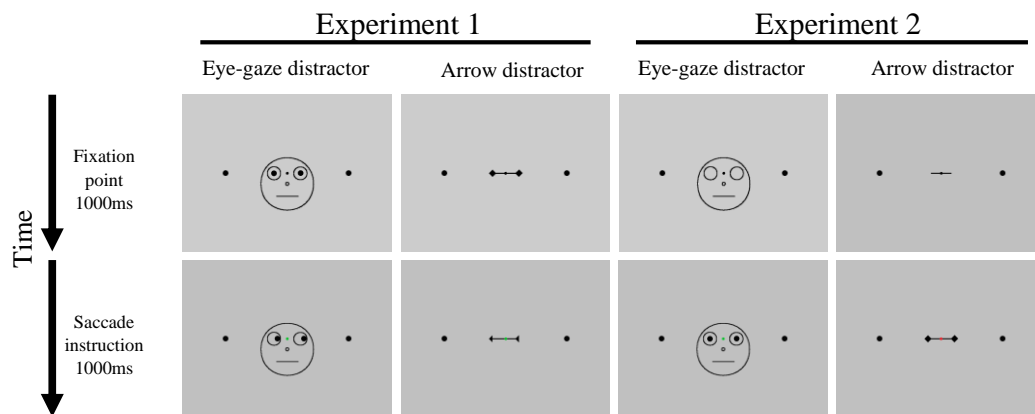 Experiment 1
Experiment 2
Eye-gaze distractor
Arrow distractor
Eye-gaze distractor
Arrow distractor
Time
Fixation
point
1000ms
Saccade
instruction
1000ms